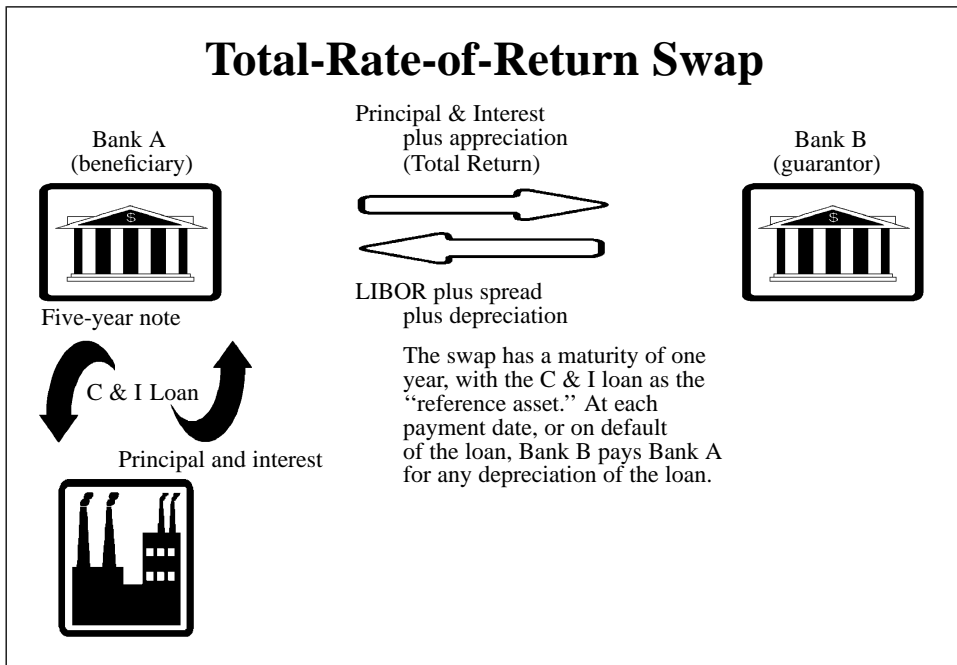 Total-Rate-of-Return Swap
Bank A
(beneficiary)
Principal & Interest
plus appreciation
(Total Return)
Bank B
(guarantor)
$
$
LIBOR plus spread
plus depreciation
Five-year note
C & I Loan
Principal and interest
The swap has a maturity of one
year, with the C & I loan as the
‘‘reference asset.’’ At each
payment date, or on default
of the loan, Bank B pays Bank A
for any depreciation of the loan.